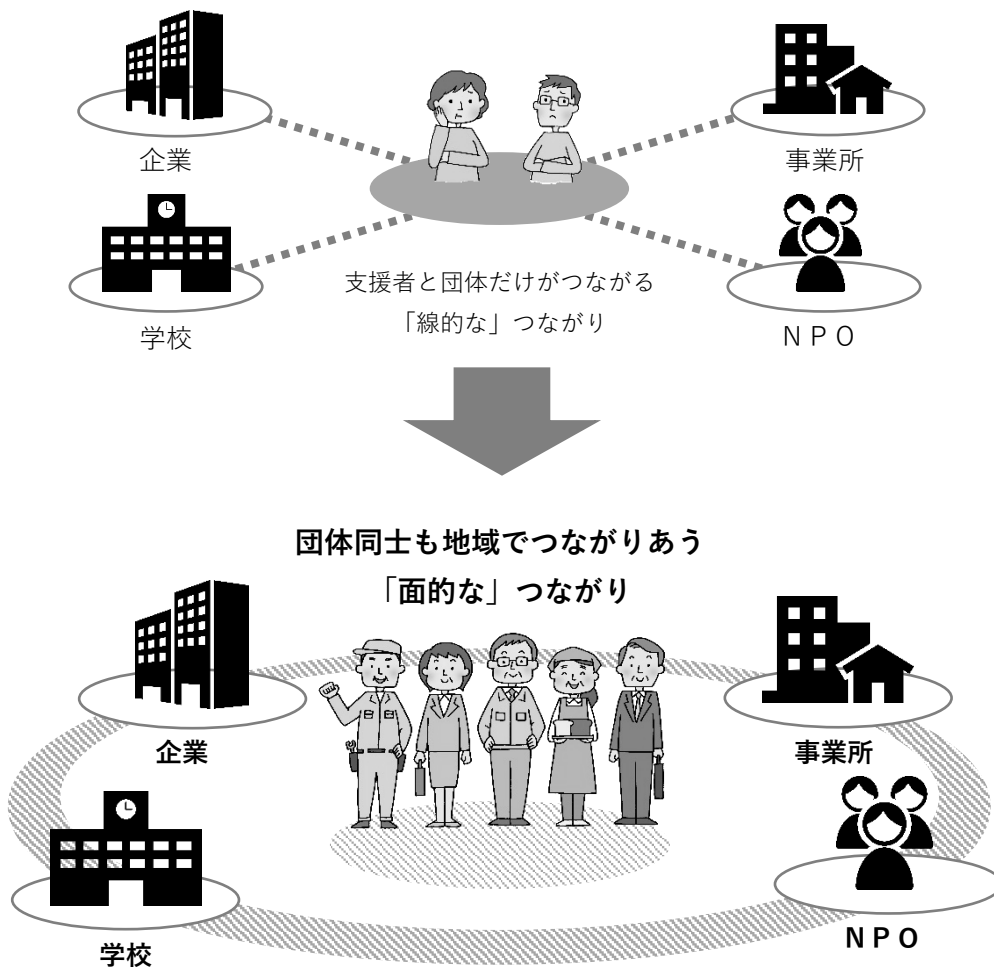 企業
事業所
学校
ＮＰＯ
支援者と団体だけがつながる
「線的な」つながり
団体同士も地域でつながりあう
「面的な」つながり
企業
事業所
学校
ＮＰＯ